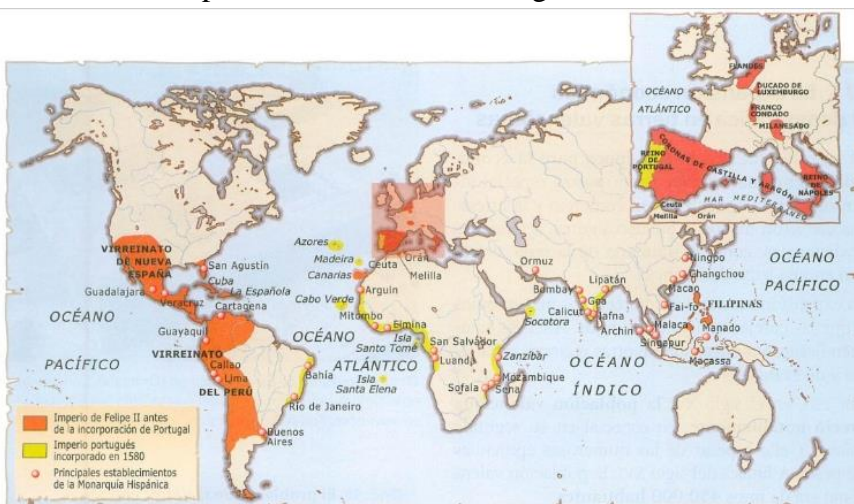 FLANDES
OCÉANO
ATLÁNTICO
DUCADO DE
LUXEMBURGO
FRANCO
CONDADO
MILANESADO
REINO
DE
PORTUGAL
CORONAS DE CASTILLA Y ARAGÓN
REINO
DE
NÁPOLES
MAR MEDITERRÁNEO
Ceuta
Melilla
Orán
VIRREINATO
DE NUEVA
ESPAÑA
San Agustín
Cuba
La Española
Guadalajara
Veracruz
Cartagena
OCÉANO
PACÍFICO
Guayaquil
VIRREINATO
Callao
Lima
DEL PERÚ
Bahía
Río de Janeiro
Buenos
Aires
Azores
Madeira
Canarias
Cabo Verde
Ceuta
Orán
Melilla
Arguin
Mitombo
Elmina
Isla
Santo Tomé
OCÉANO
ATLÁNTICO
Isla
Santa Elena
San Salvador
Luanda
Zanzíbar
Mozambique
Sofala
Sena
Ormuz
Socotora
Bombay
Goa
Calicut
Jafna
Lipatán
OCÉANO
ÍNDICO
Ningpo
Changchou
Macao
Fai-fo
FILIPINAS
Malaca
Archin
Singapur
Manado
Macassa
OCÉANO
PACÍFICO
Imperio de Felipe II antes
de la incorporación de Portugal
Imperio portugués
incorporado en 1580
Principales establecimientos
de la Monarquía Hispánica